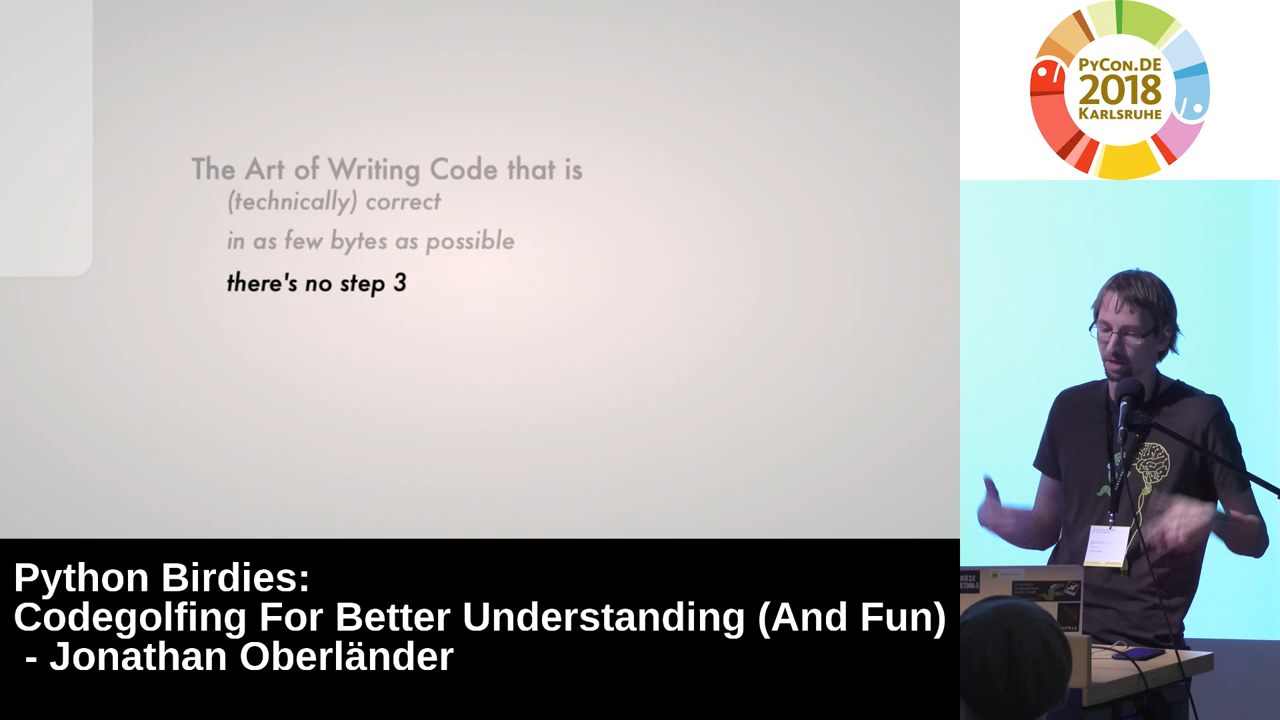 The Art of Writing Code that is
(technically) correct
in as few bytes as possible
there's no step 3
PYCON.DE
2018
KARLSRUHE
Python Birdies:
Codegolfing For Better Understanding (And Fun)
- Jonathan Oberländer